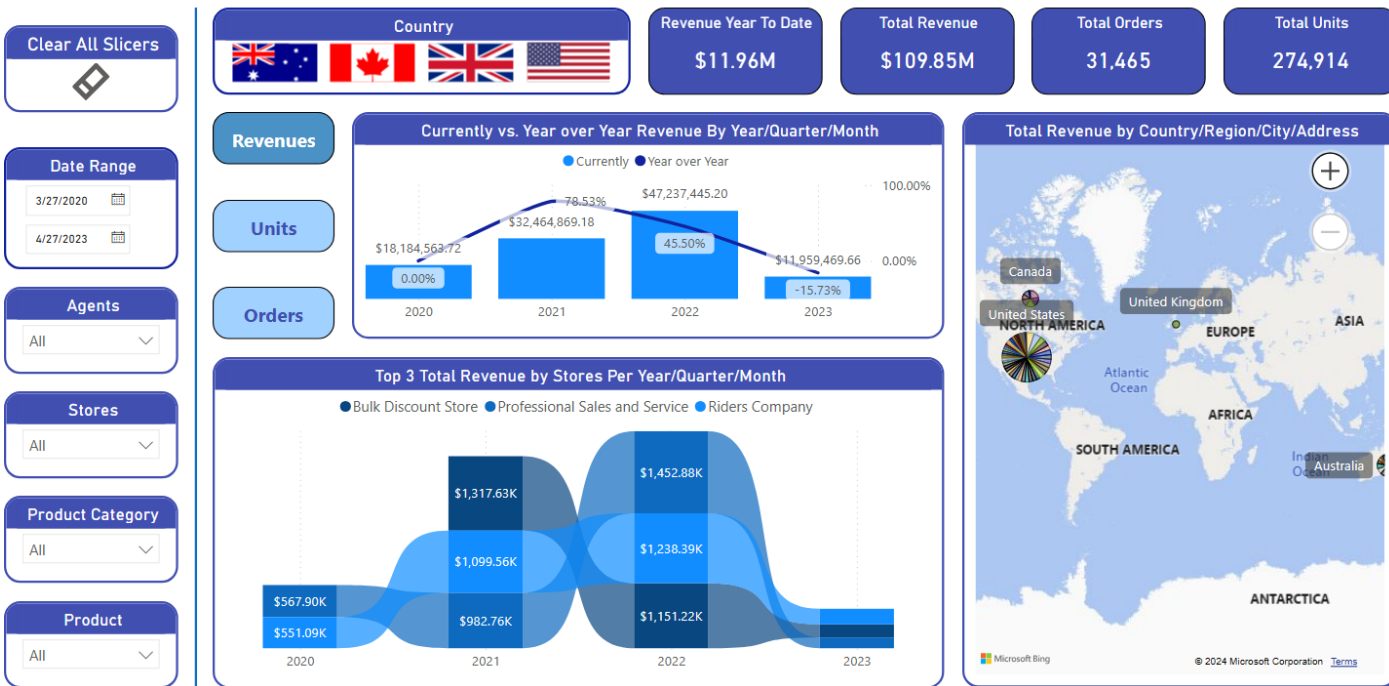 Clear All Slicers
Date Range
3/27/2020
4/27/2023
Agents
All
Stores
All
Product Category
All
Product
All
Country
Revenue Year To Date
$11.96M
Total Revenue
$109.85M
Total Orders
31,465
Total Units
274,914
Revenues
Units
Orders
Currently vs. Year over Year Revenue By Year/Quarter/Month
Currently Year over Year
$18,184,563.72
$32,464,869.18
$47,237,445.20
$11,959,469.66
0.00%
78.53%
45.50%
-15.73%
100.00%
0.00%
2020 2021 2022 2023
Top 3 Total Revenue by Stores Per Year/Quarter/Month
Bulk Discount Store Professional Sales and Service Riders Company
$567.90K
$551.09K
$1,317.63K
$1,099.56K
$982.76K
$1,452.88K
$1,238.39K
$1,151.22K
2020 2021 2022 2023
Total Revenue by Country/Region/City/Address
Canada
United States
NORTH AMERICA
United Kingdom
EUROPE
ASIA
Atlantic
Ocean
AFRICA
SOUTH AMERICA
Indian
Ocean
Australia
ANTARCTICA
Microsoft Bing
© 2024 Microsoft Corporation Terms